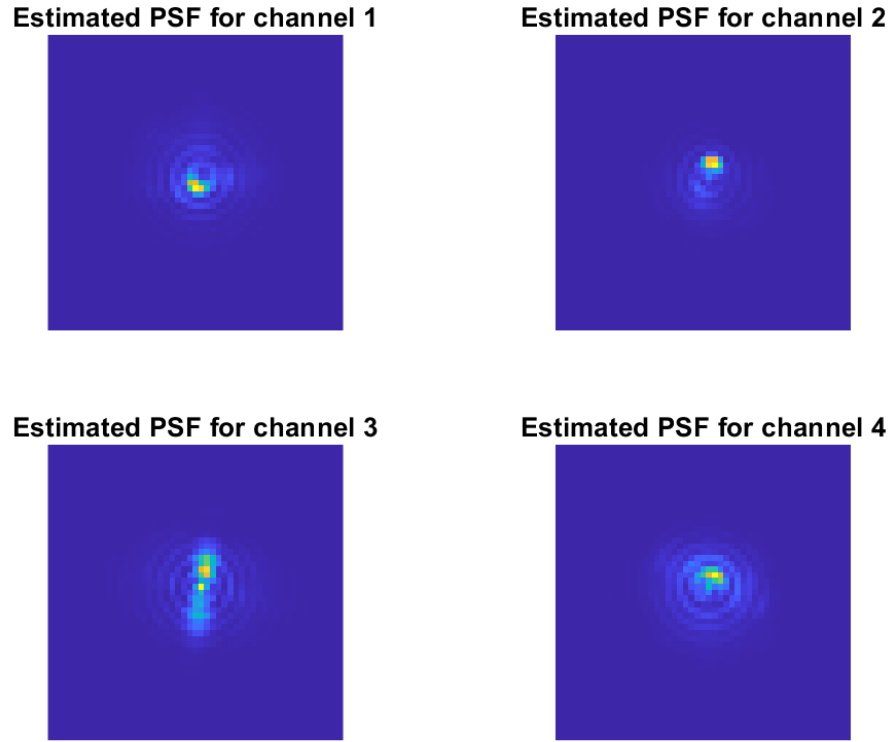 Estimated PSF for channel 1
Estimated PSF for channel 2
Estimated PSF for channel 3
Estimated PSF for channel 4